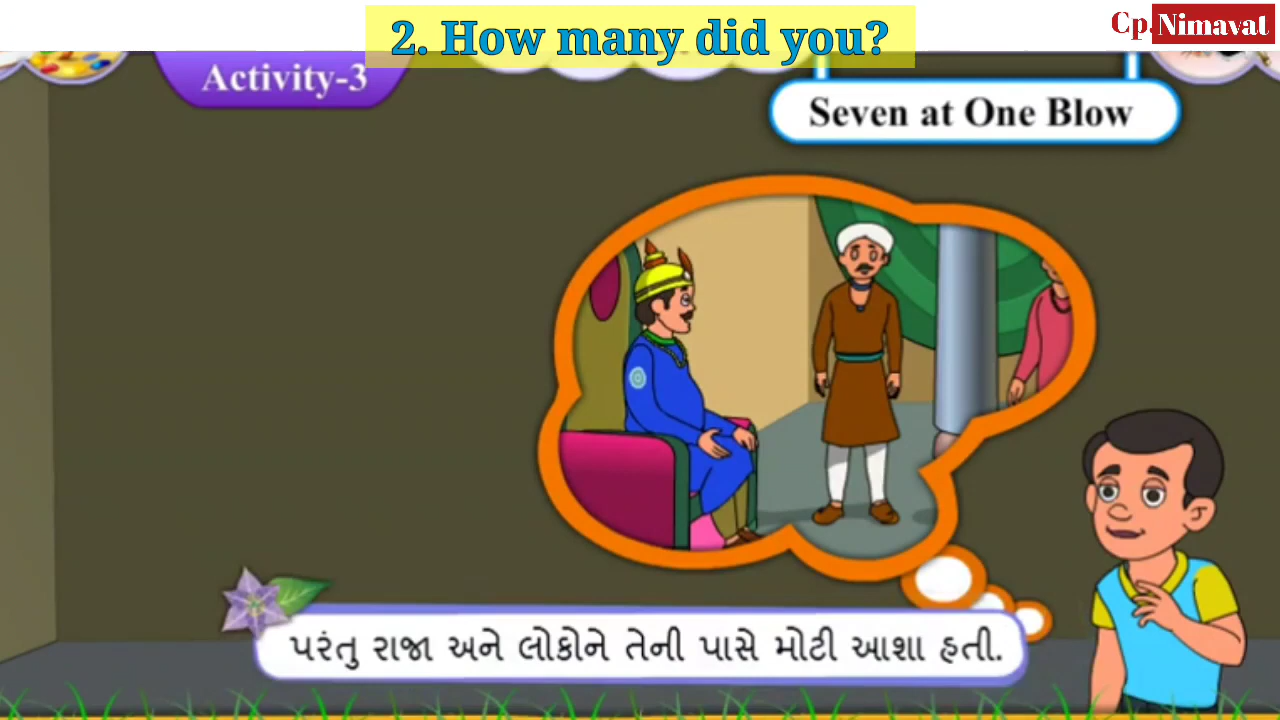 2. How many did you?
Cp. Nimavat
Activity-3
Seven at One Blow
પરંતુ રાજા અને લોકોને તેની પાસે મોટી આશા હતી.